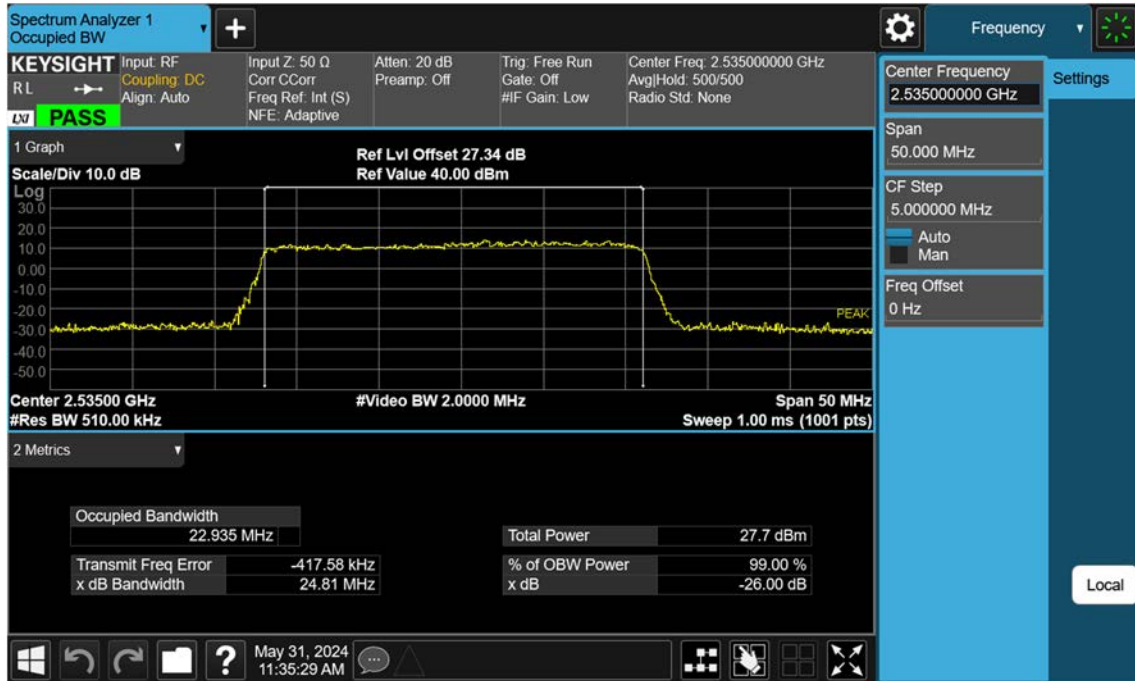 Spectrum Analyzer 1
Occupied BW
Frequency
KEYSIGHT
R L
LXI PASS
Input: RF
Coupling: DC
Align: Auto
Input Z: 50 Ω
Corr CCorr
Freq Ref: Int (S)
NFE: Adaptive
Atten: 20 dB
Preamp: Off
Trig: Free Run
Gate: Off
#IF Gain: Low
Center Freq: 2.535000000 GHz
Avg|Hold: 500/500
Radio Std: None
Center Frequency
2.535000000 GHz
Settings
Span
50.000 MHz
CF Step
5.000000 MHz
Auto
Man
Freq Offset
0 Hz
Local
1 Graph
Scale/Div 10.0 dB
Ref Lvl Offset 27.34 dB
Ref Value 40.00 dBm
Log
30.0
20.0
10.0
0.00
-10.0
-20.0
-30.0
-40.0
-50.0
PEAK
Center 2.53500 GHz
#Video BW 2.0000 MHz
Span 50 MHz
#Res BW 510.00 kHz
Sweep 1.00 ms (1001 pts)
2 Metrics
Occupied Bandwidth
22.935 MHz
Total Power 27.7 dBm
Transmit Freq Error -417.58 kHz
% of OBW Power 99.00 %
x dB Bandwidth 24.81 MHz
x dB -26.00 dB
?
May 31, 2024
11:35:29 AM